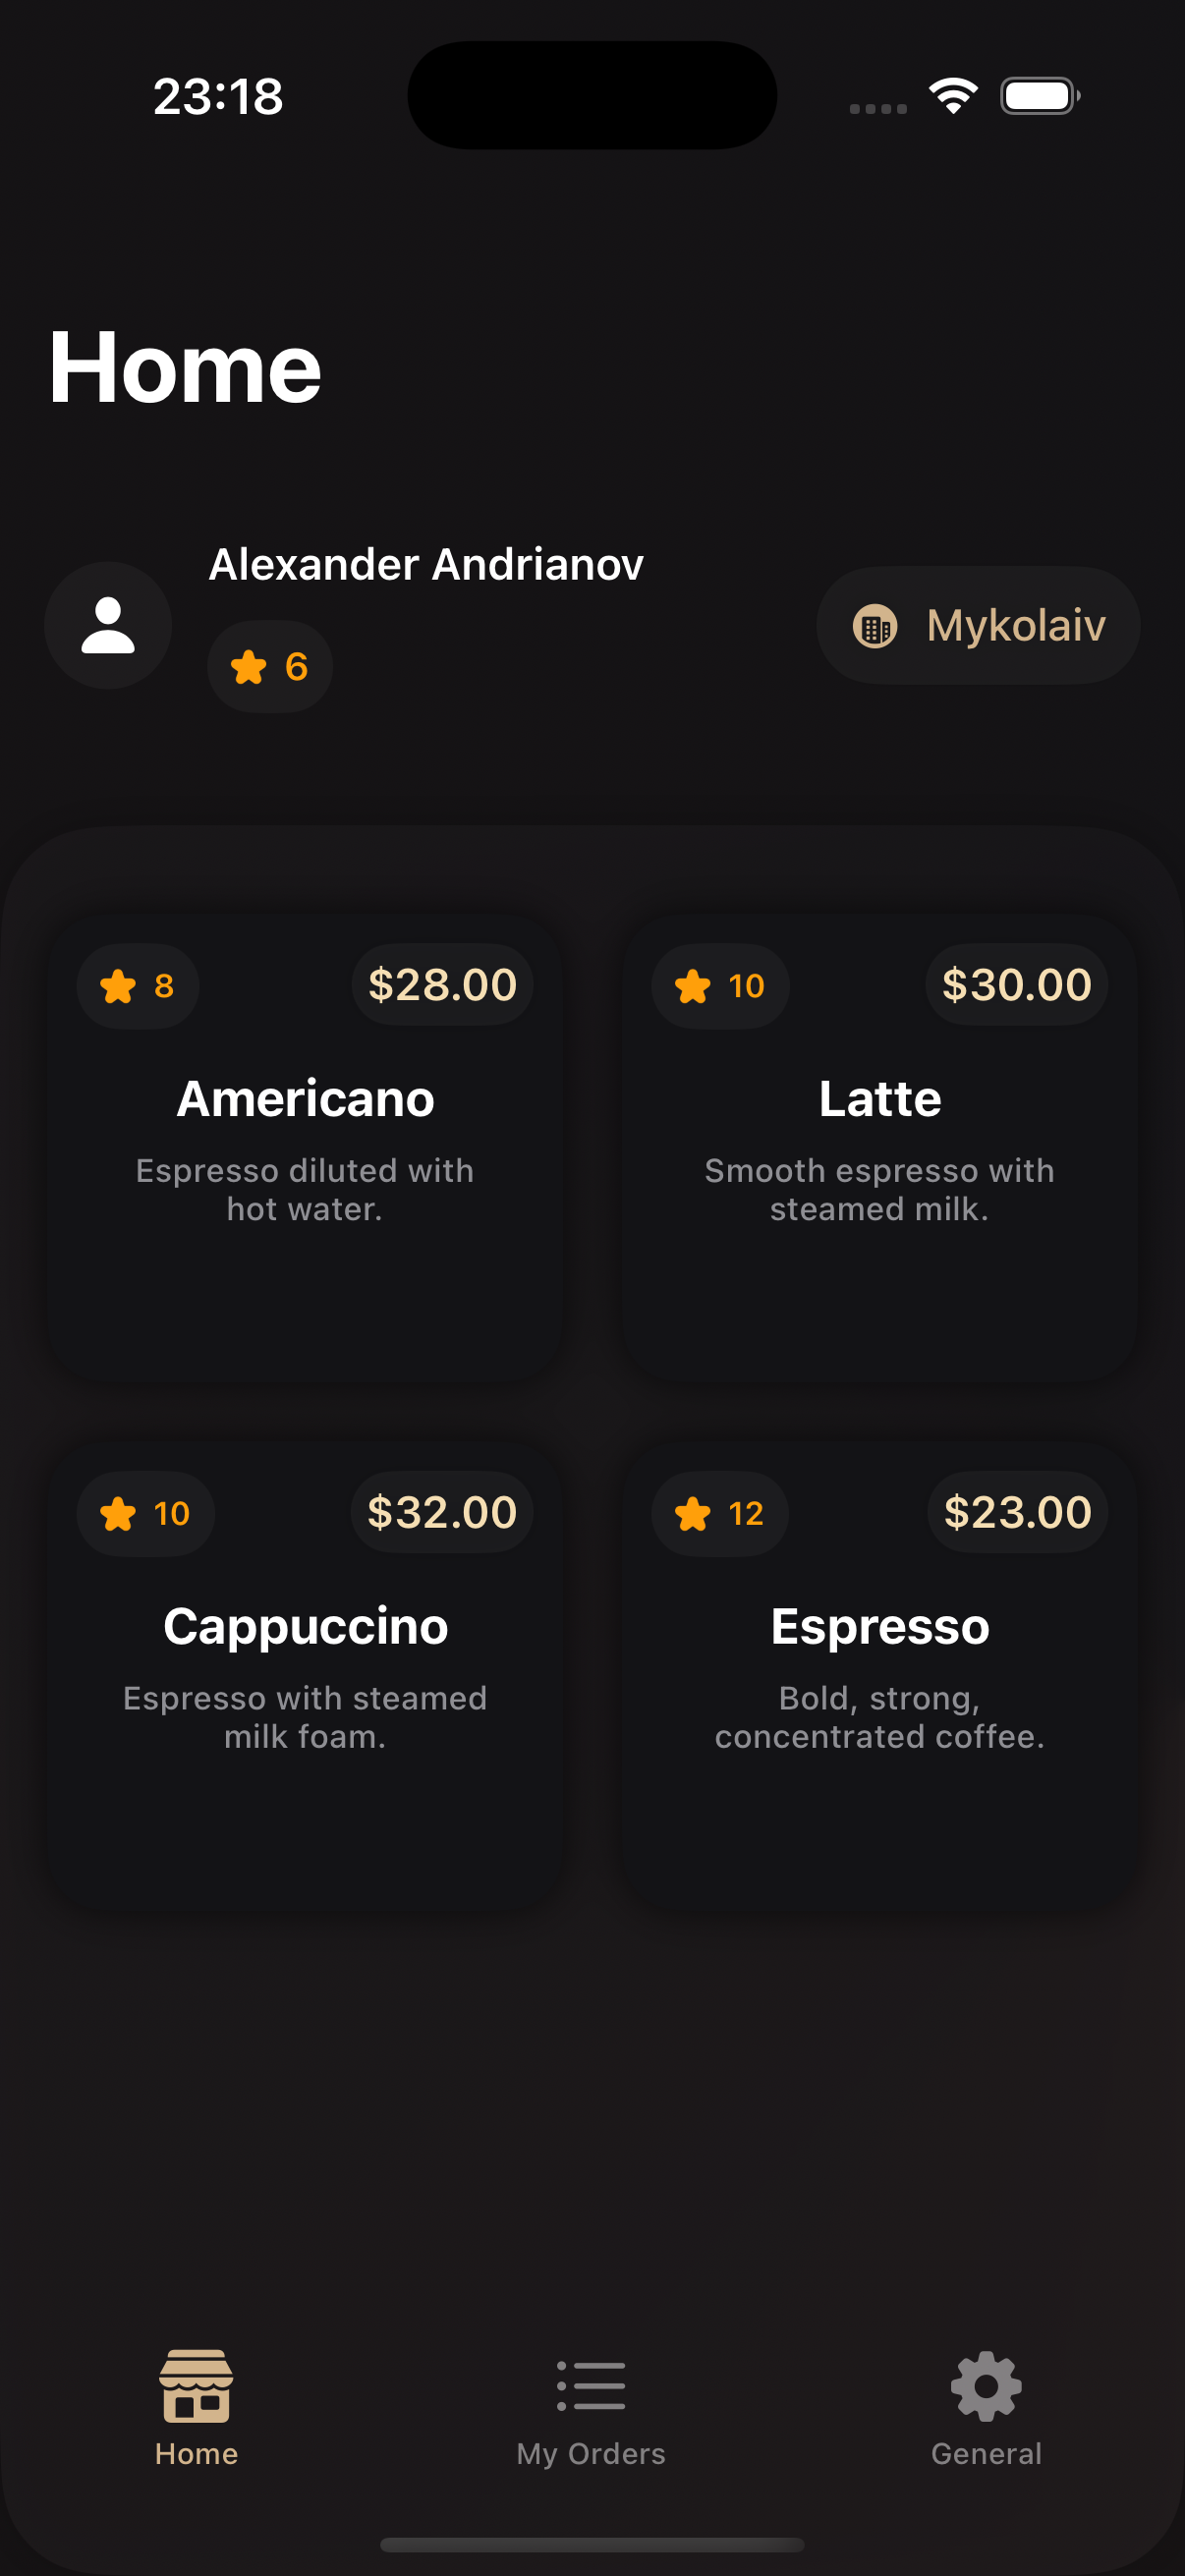 23:18
Home
Alexander Andrianov
6
Mykolaiv
8
$28.00
Americano
Espresso diluted with
hot water.
10
$30.00
Latte
Smooth espresso with
steamed milk.
10
$32.00
Cappuccino
Espresso with steamed
milk foam.
12
$23.00
Espresso
Bold, strong,
concentrated coffee.
Home
My Orders
General